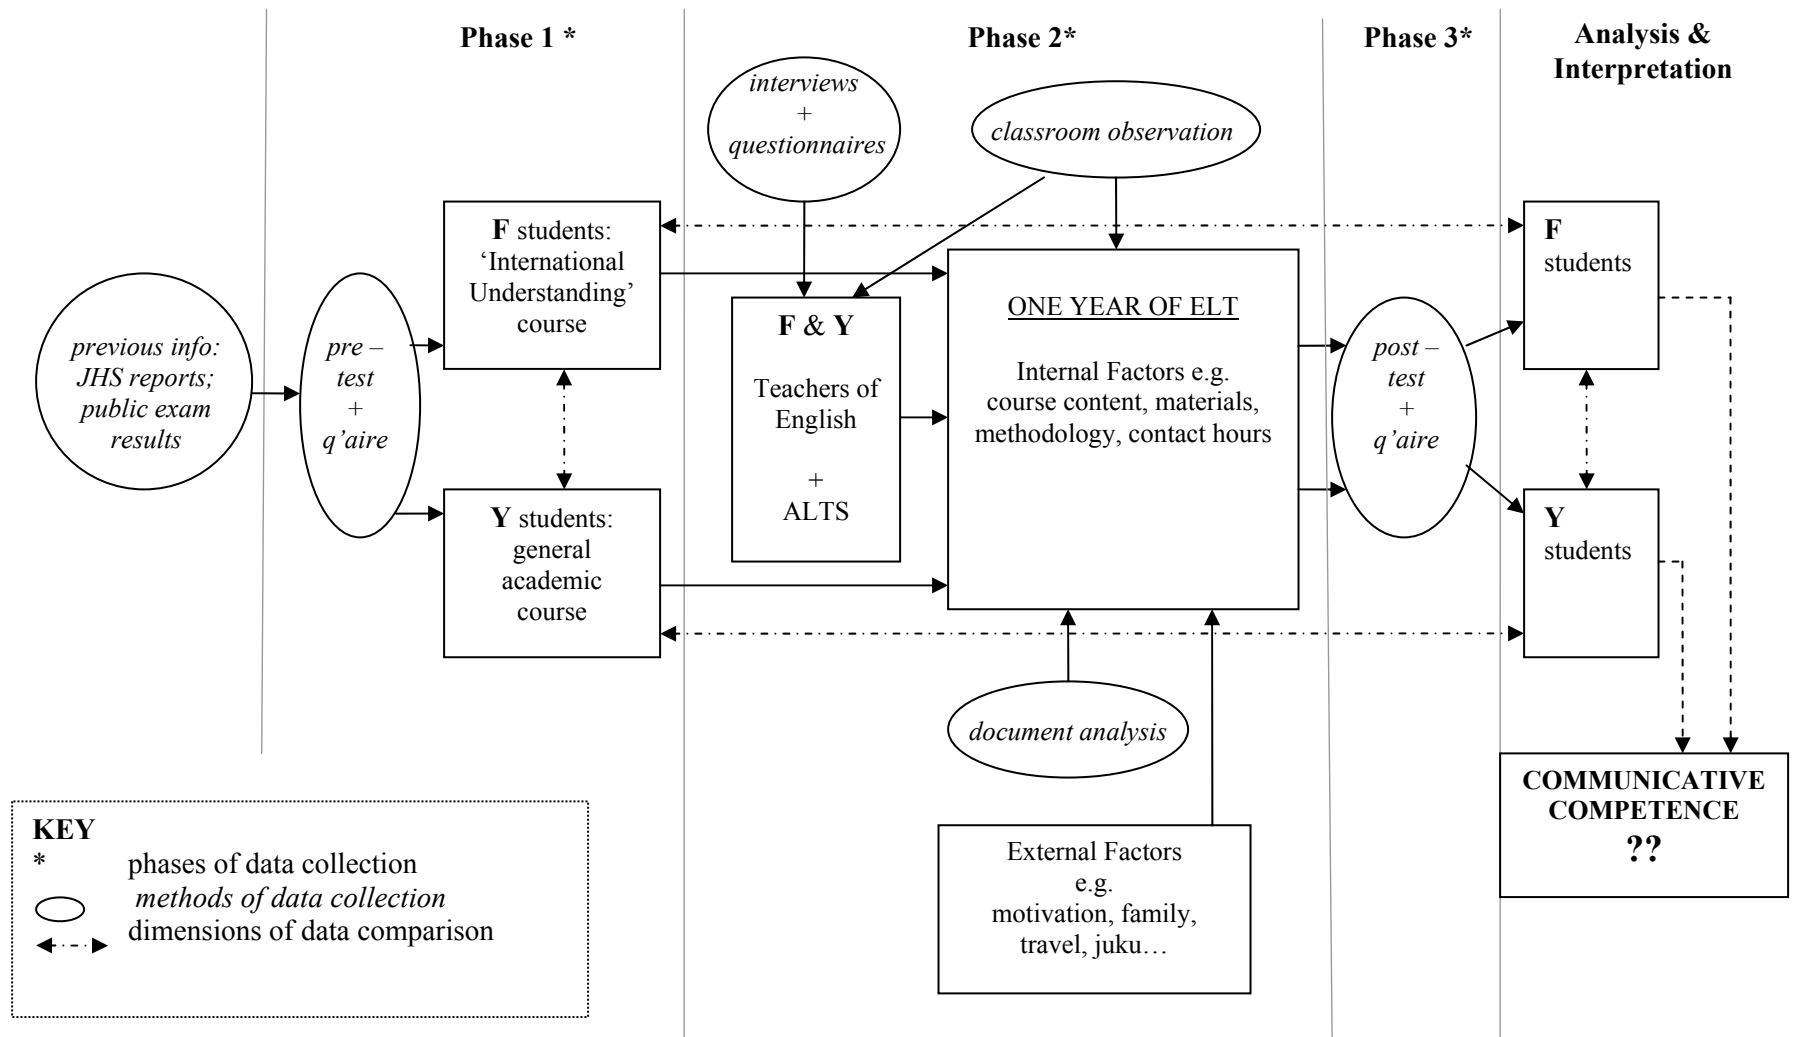 Phase 1 *
Phase 2*
Phase 3*
Analysis &
Interpretation
interviews
+
questionnaires
classroom observation
previous info:
JHS reports;
public exam
results
pre –
test
+
q’aire
F students:
‘International
Understanding’
course
Y students:
general
academic
course
F & Y
Teachers of
English
+
ALTS
ONE YEAR OF ELT
Internal Factors e.g.
course content, materials,
methodology, contact hours
post –
test
+
q’aire
F
students
Y
students
document analysis
External Factors
e.g.
motivation, family,
travel, juku…
COMMUNICATIVE
COMPETENCE
??
KEY
* phases of data collection
methods of data collection
dimensions of data comparison